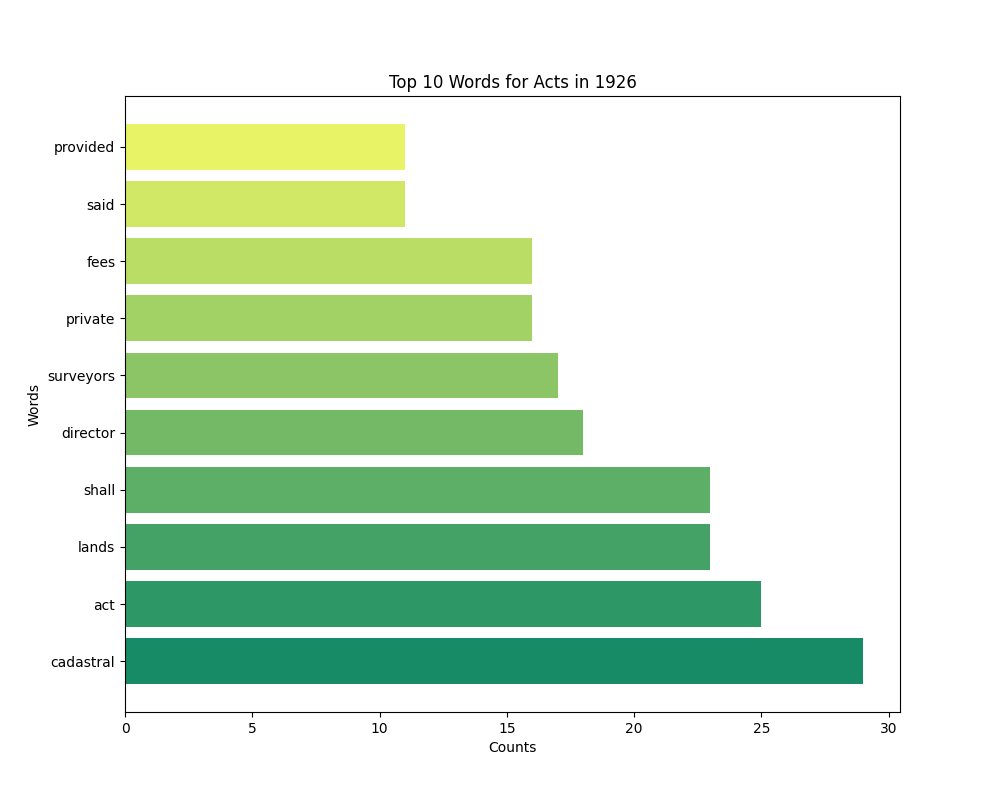 Top 10 Words for Acts in 1926
provided
said
fees
private
surveyors
director
shall
lands
act
cadastral
Words
0 5 10 15 20 25 30
Counts